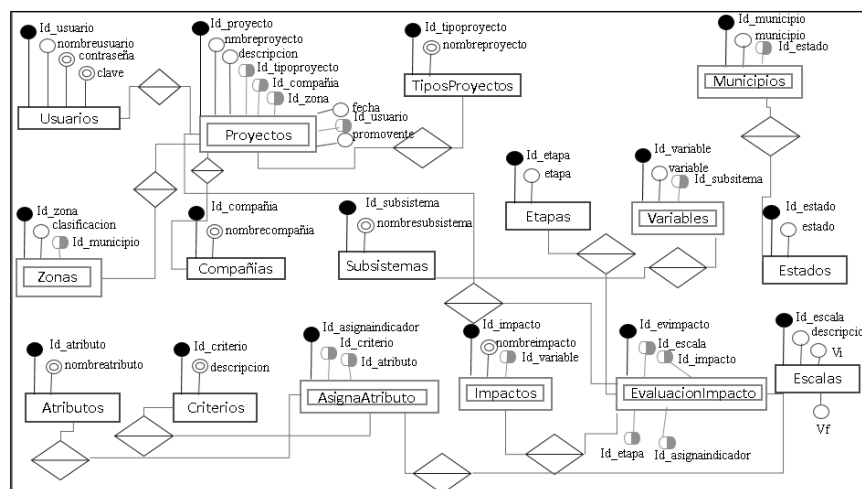 Id_usuario
nombreusuario
contraseña
clave
Usuarios
Id_proyecto
nmbreproyecto
descripcion
Id_tipoproyecto
Id_compañia
Id_zona
fecha
Id_usuario
promovente
Proyectos
Id_tipoproyecto
nombreproyecto
TiposProyectos
Id_municipio
municipio
Id_estado
Municipios
Id_zona
clasificacion
Id_municipio
Zonas
Id_compañia
nombrecompañia
Compañias
Id_subsistema
nombresubsistema
Subsistemas
Id_etapa
etapa
Etapas
Id_variable
variable
Id_subsitema
Variables
Id_estado
estado
Estados
Id_atributo
nombreatributo
Atributos
Id_criterio
descripcion
Criterios
Id_asignaindicador
Id_criterio
Id_atributo
AsignaAtributo
Id_impacto
nombreimpacto
Id_variable
Impactos
Id_evimpacto
Id_escala
Id_impacto
EvaluacionImpacto
Id_etapa
Id_asignaindicador
Id_escala
descripcio
Vi
Escalas
Vf